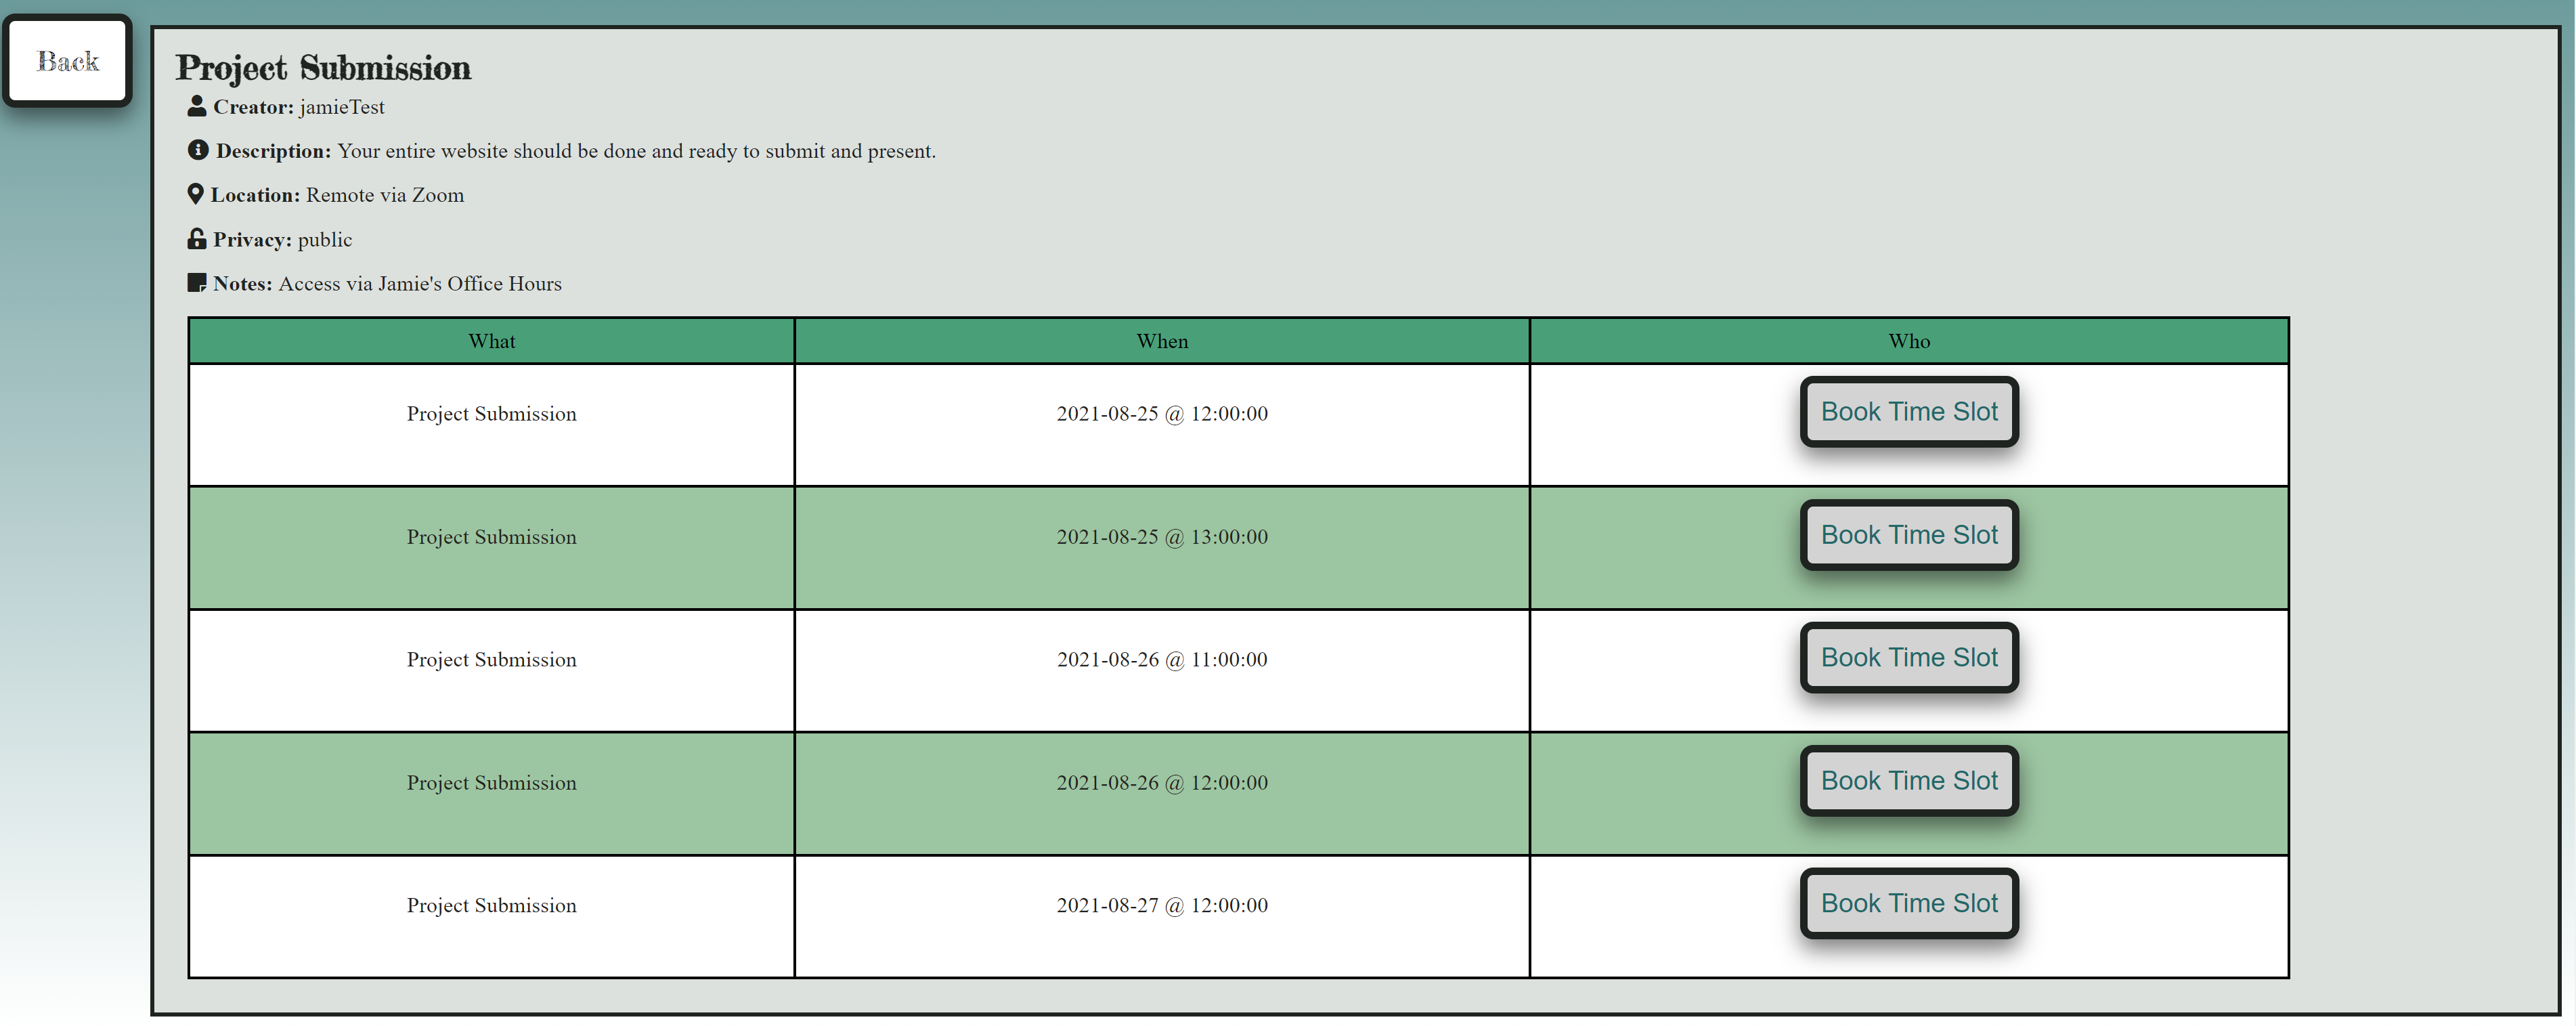 Back
Project Submission
Creator: jamieTest
Description: Your entire website should be done and ready to submit and present.
Location: Remote via Zoom
Privacy: public
Notes: Access via Jamie's Office Hours
What When Who
Project Submission 2021-08-25 @ 12:00:00 Book Time Slot
Project Submission 2021-08-25 @ 13:00:00 Book Time Slot
Project Submission 2021-08-26 @ 11:00:00 Book Time Slot
Project Submission 2021-08-26 @ 12:00:00 Book Time Slot
Project Submission 2021-08-27 @ 12:00:00 Book Time Slot